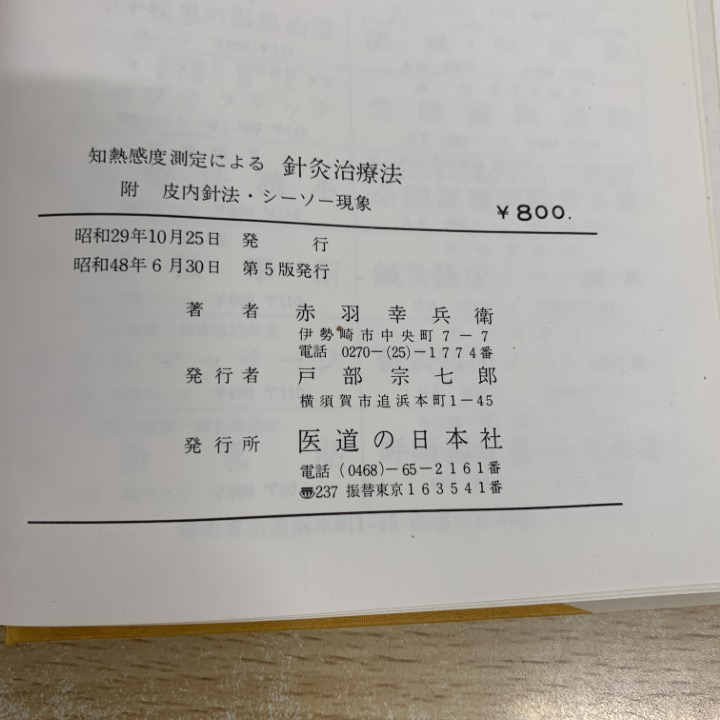 知熱感度測定による 針灸治療法
附 皮内針法・シーソー現象
¥800.
昭和29年10月25日 発 行
昭和48年6月30日 第5版発行
著 者 赤羽幸兵衛
伊勢崎市中央町7-7
電話 0270-(25)-1774番
発行者 戸部宗七郎
横須賀市追浜本町1-45
発行所 医道の日本社
電話(0468)-65-2161番
〠237 振替東京163541番